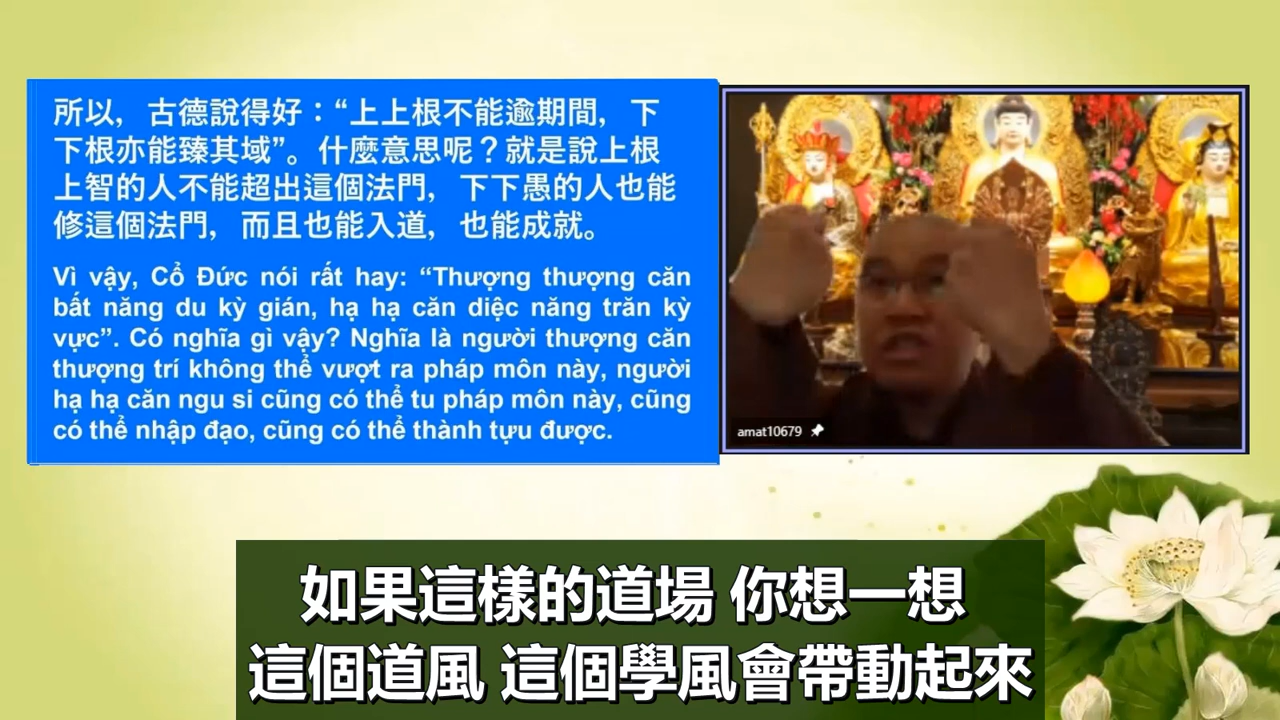 所以，古德說得好：“上上根不能逾期間，下
下根亦能臻其域”。什麼意思呢？就是說上根
上智的人不能超出這個法門，下下愚的人也能
修這個法門，而且也能入道，也能成就。
Vì vậy, Cổ Đức nói rất hay: “Thượng thượng căn
bất năng du kỳ gián, hạ hạ căn diệc năng trăn kỳ
vực”. Có nghĩa gì vậy? Nghĩa là người thượng căn
thượng trí không thể vượt ra pháp môn này, người
hạ hạ căn ngu si cũng có thể tu pháp môn này, cũng
có thể nhập đạo, cũng có thể thành tựu được.
amat10679
如果這樣的道場 你想一想
這個道風 這個學風會帶動起來